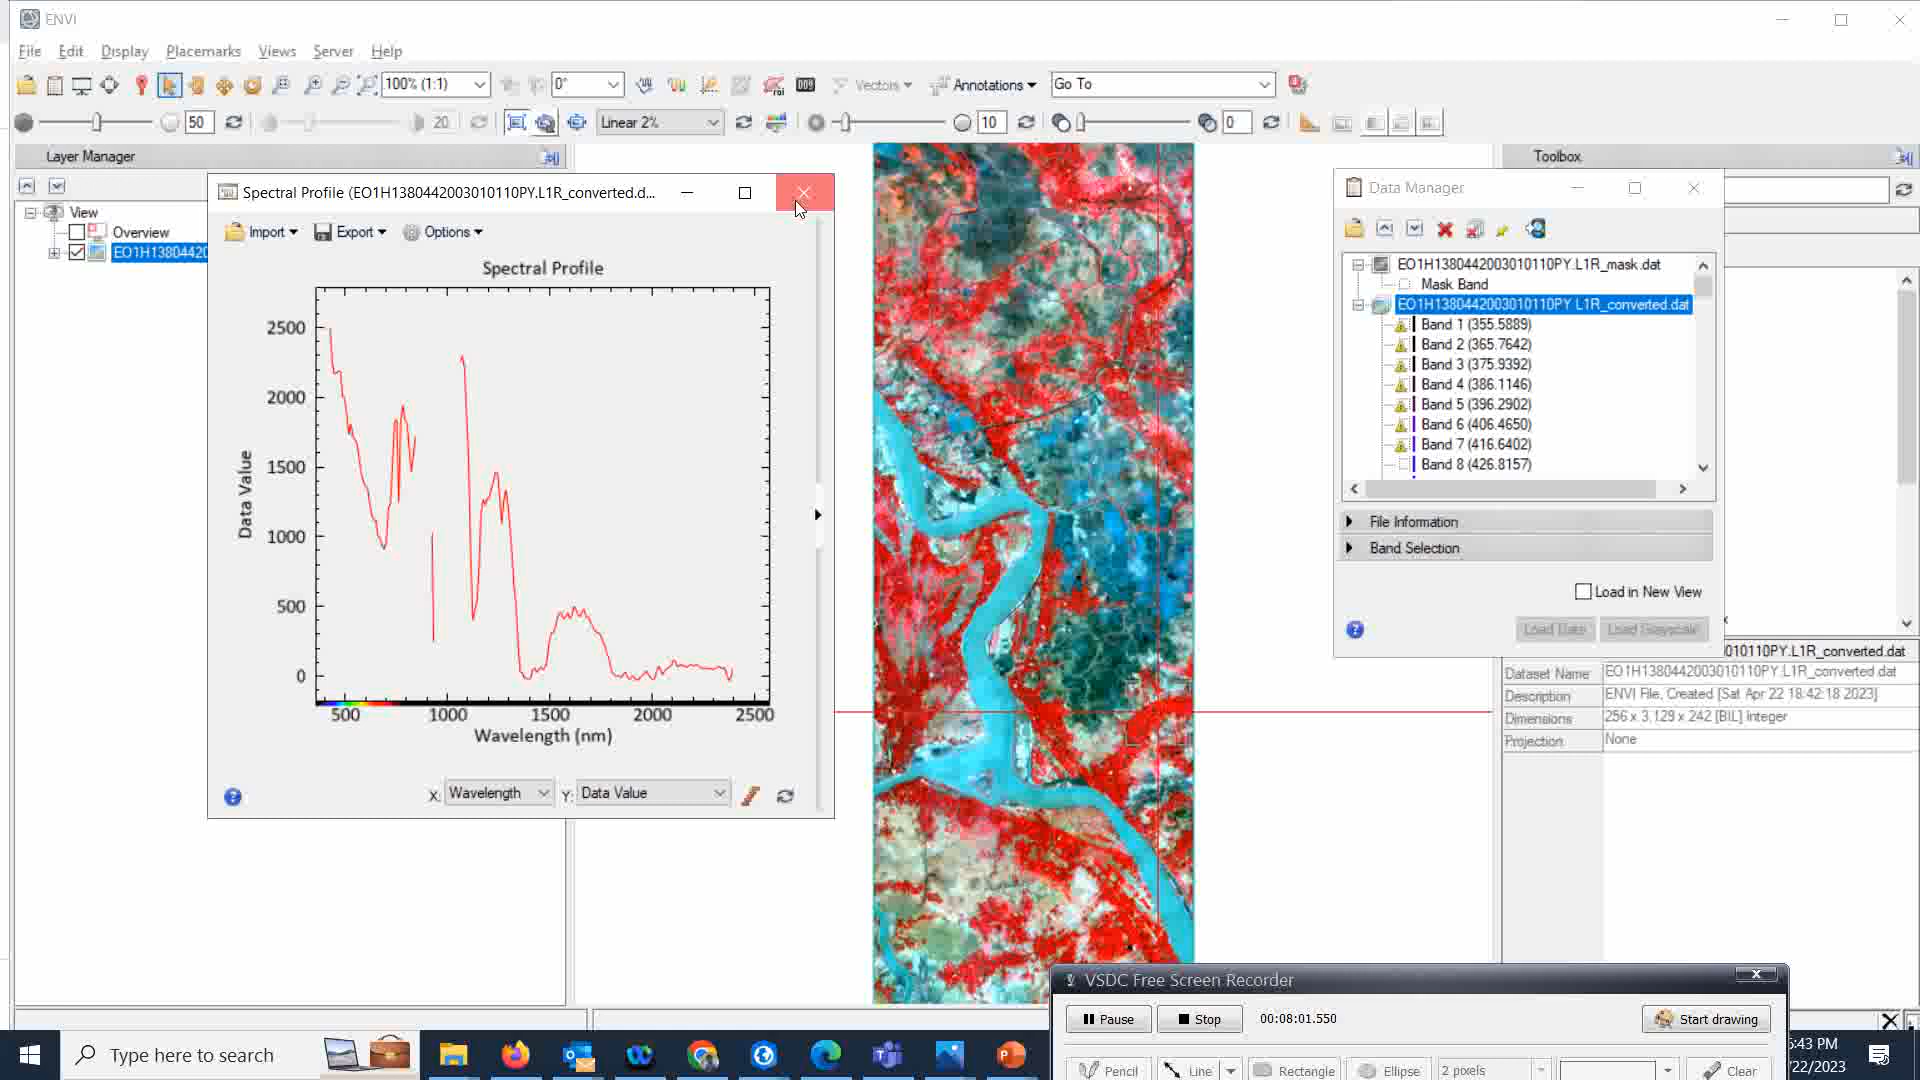 ENVI
File Edit Display Placemarks Views Server Help
100% (1:1) 0° Vectors Annotations Go To
50 20 Linear 2% 10 0
Layer Manager
View
Overview
EO1H1380442
Spectral Profile (EO1H1380442003010110PY.L1R_converted.d...
Import Export Options
Spectral Profile
2500
2000
1500
1000
500
0
Data Value
500 1000 1500 2000 2500
Wavelength (nm)
X: Wavelength Y: Data Value
Toolbox
Data Manager
EO1H1380442003010110PY.L1R_mask.dat
Mask Band
EO1H1380442003010110PY.L1R_converted.dat
Band 1 (355.5889)
Band 2 (365.7642)
Band 3 (375.9392)
Band 4 (386.1146)
Band 5 (396.2902)
Band 6 (406.4650)
Band 7 (416.6402)
Band 8 (426.8157)
File Information
Band Selection
Load in New View
Load Data Load Grayscale
010110PY.L1R_converted.dat
Dataset Name EO1H1380442003010110PY.L1R_converted.dat
Description ENVI File, Created [Sat Apr 22 18:42:18 2023]
Dimensions 256 x 3,129 x 242 [BIL] Integer
Projection None
VSDC Free Screen Recorder
Pause Stop 00:08:01.550 Start drawing
Pencil Line Rectangle Ellipse 2 pixels Clear
Type here to search
:43 PM
/22/2023